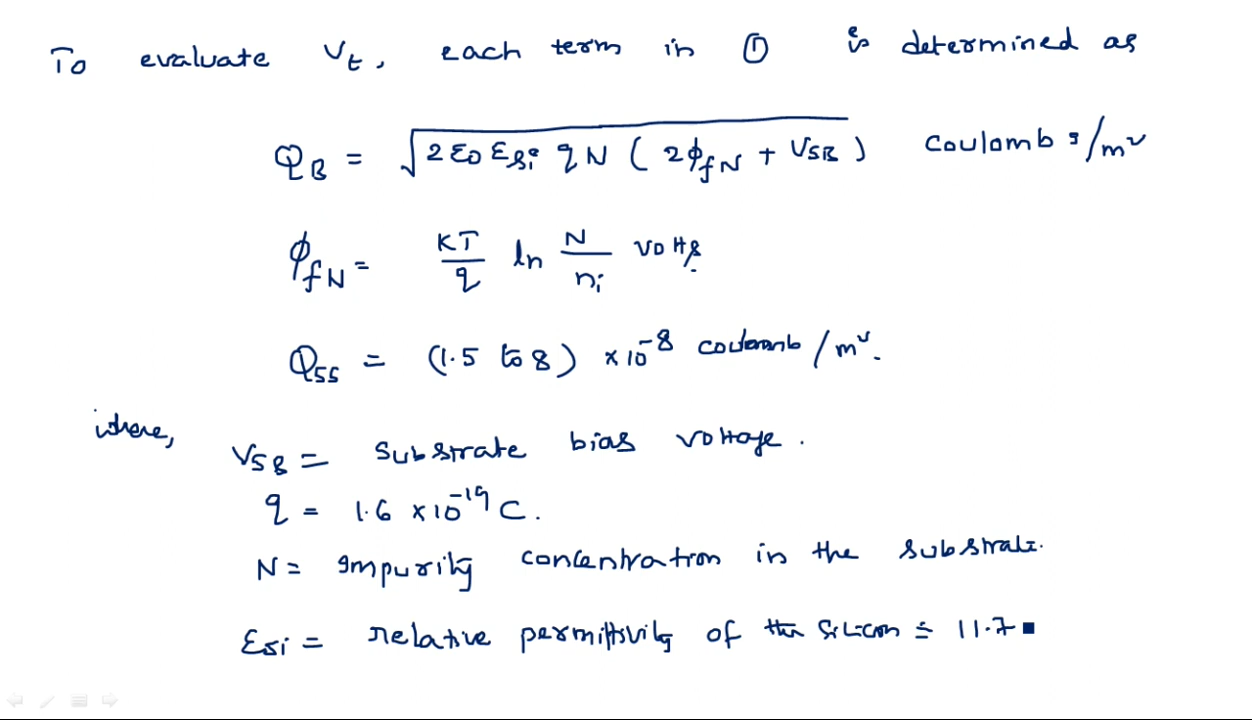 To evaluate Vt, each term in ① is determined as
QB = √(2 ε0 εSi q N ( 2ϕfN + VSB ) coulombs/m²
ϕfN = KT/q ln N/ni volts.
QSS = (1.5 to 8) × 10⁻⁸ coulomb/m².
where,
VSB = Substrate bias voltage.
q = 1.6 × 10⁻¹⁹ C.
N = Impurity concentration in the substrate.
εSi = relative permittivity of the silicon = 11.7